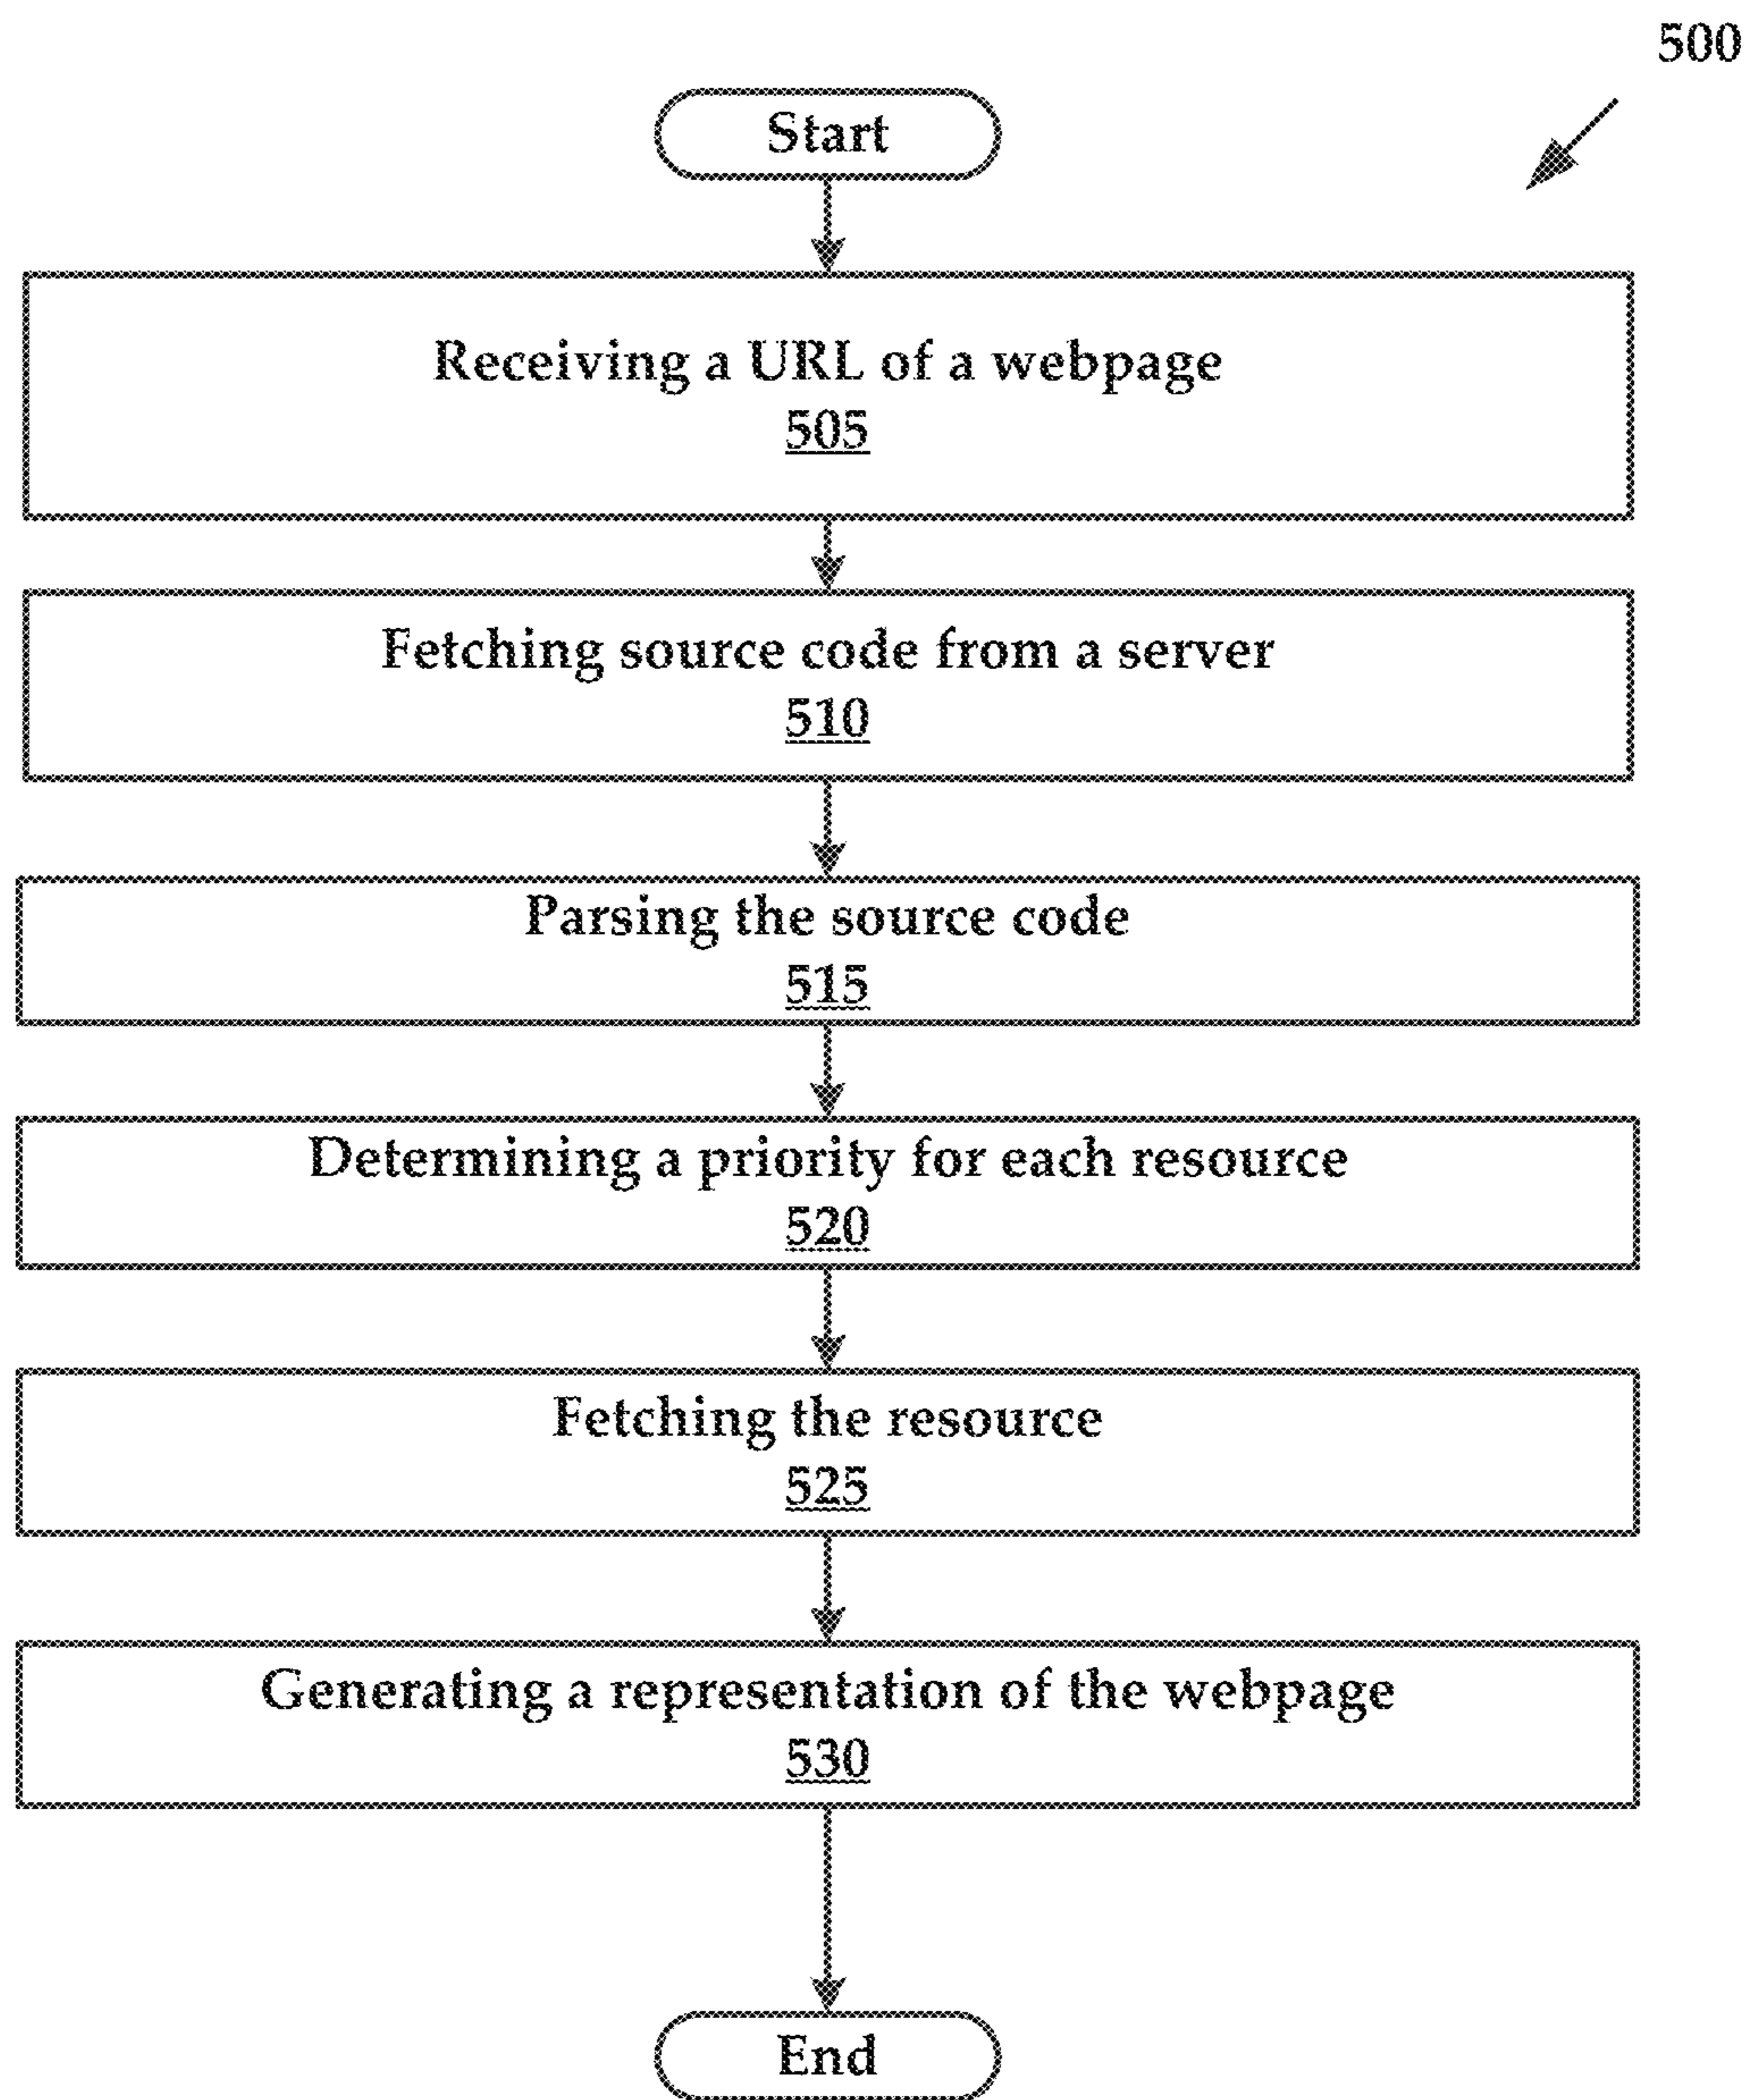 500
Start
Receiving a URL of a webpage
505
Fetching source code from a server
510
Parsing the source code
515
Determining a priority for each resource
520
Fetching the resource
525
Generating a representation of the webpage
530
End